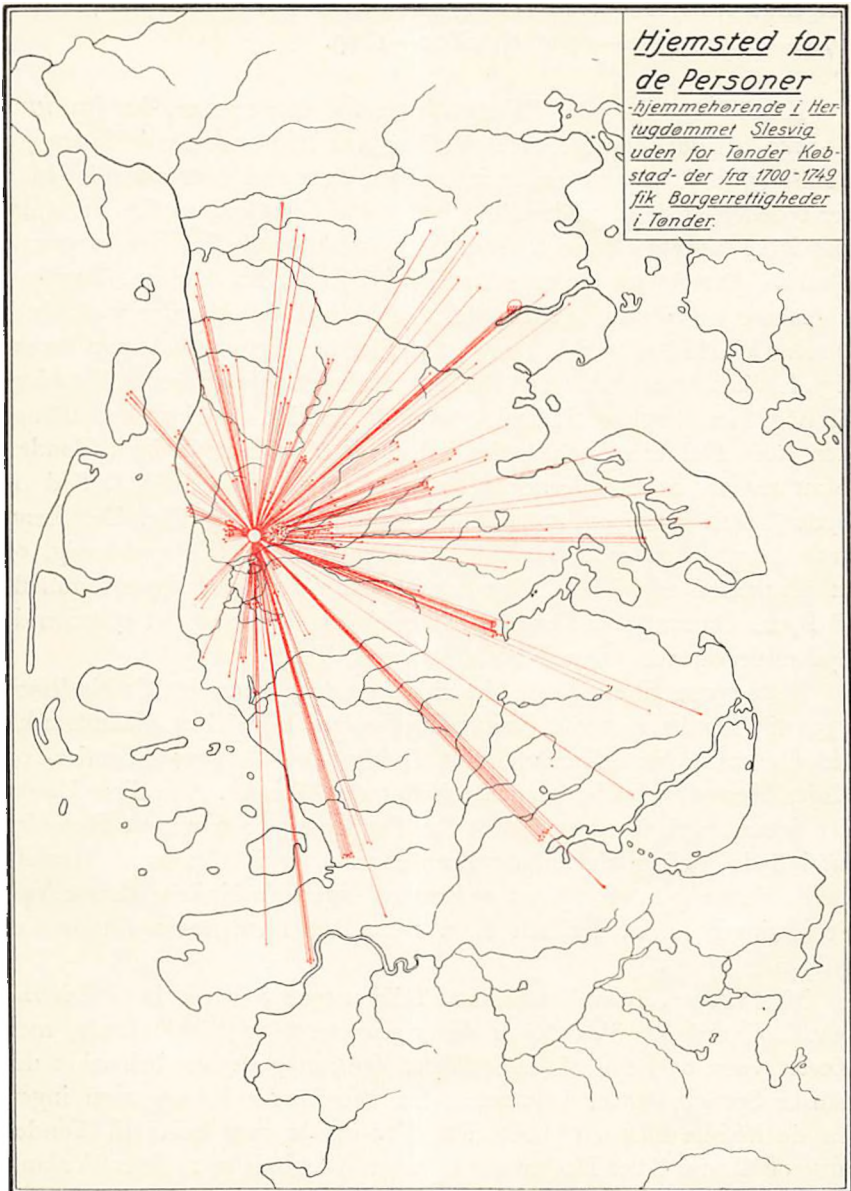 Hjemsted for
de Personer
-hjemmehørende i Her-
tugdømmet Slesvig
uden for Tønder Køb-
stad- der fra 1700-1749
fik Borgerrettigheder
i Tønder.